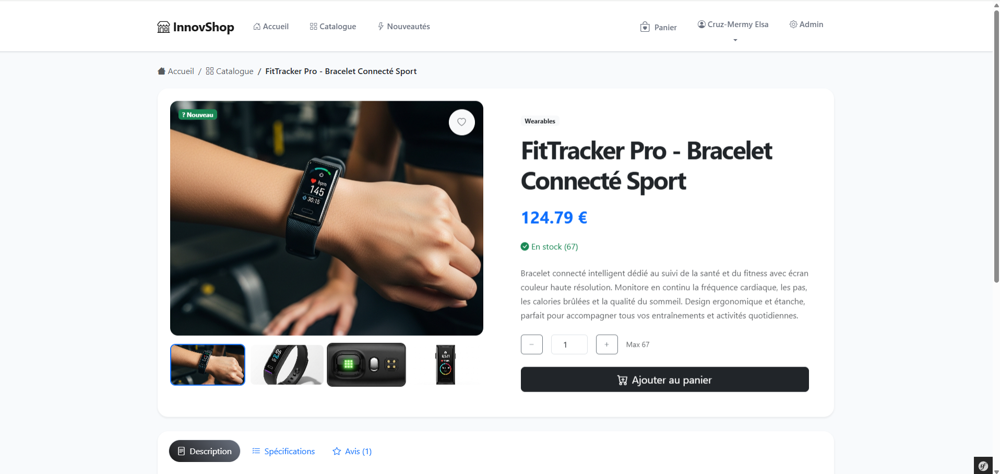 InnovShop
Accueil
Catalogue
Nouveautés
Panier
Cruz-Mermy Elsa
Admin
Accueil / Catalogue / FitTracker Pro - Bracelet Connecté Sport
? Nouveau
bpm
145
30:15
Wearables
FitTracker Pro - Bracelet
Connecté Sport
124.79 €
En stock (67)
Bracelet connecté intelligent dédié au suivi de la santé et du fitness avec écran
couleur haute résolution. Monitore en continu la fréquence cardiaque, les pas,
les calories brûlées et la qualité du sommeil. Design ergonomique et étanche,
parfait pour accompagner tous vos entraînements et activités quotidiennes.
− 1 + Max 67
Ajouter au panier
Description
Spécifications
Avis (1)